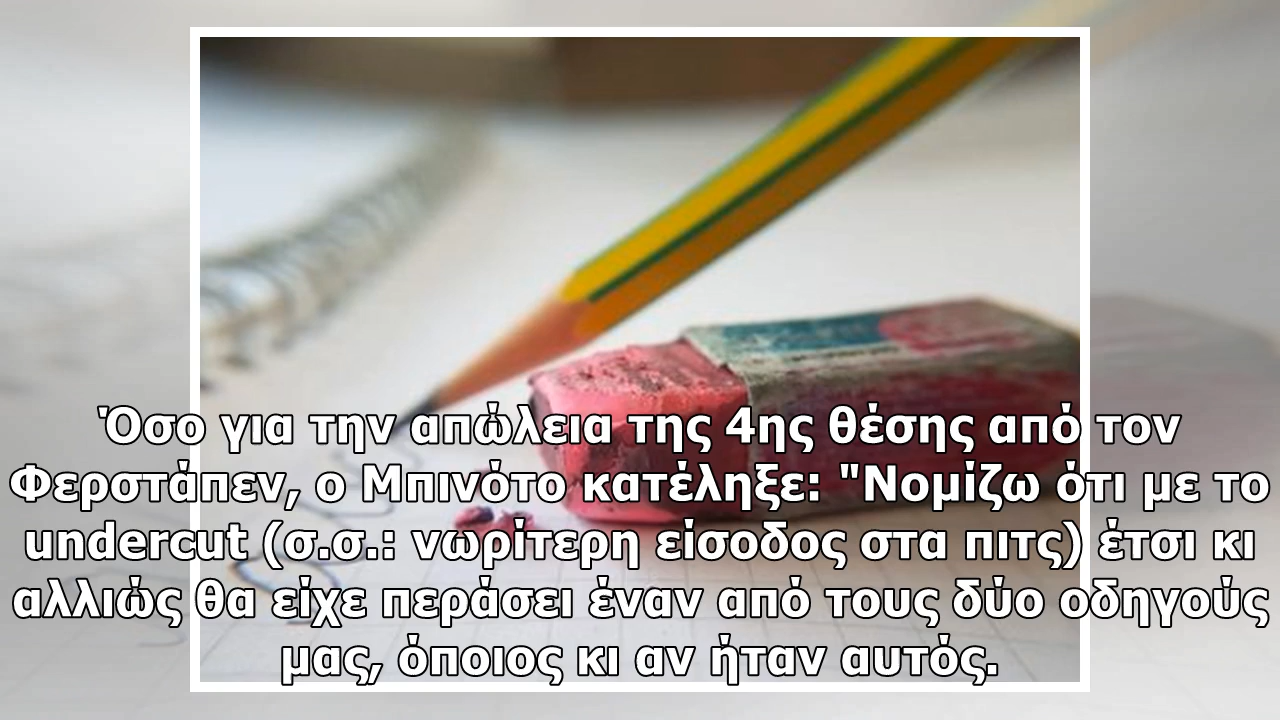 Όσο για την απώλεια της 4ης θέσης από τον
Φερστάπεν, ο Μπινότο κατέληξε: "Νομίζω ότι με το
undercut (σ.σ.: νωρίτερη είσοδος στα πιτς) έτσι κι
αλλιώς θα είχε περάσει έναν από τους δύο οδηγούς
μας, όποιος κι αν ήταν αυτός.